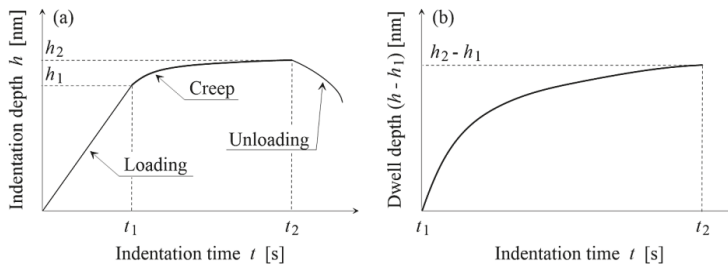 (a)
Indentation depth h [nm]
h2
h1
Creep
Unloading
Loading
t1
t2
Indentation time t [s]
(b)
Dwell depth (h - h1) [nm]
h2 - h1
t1
t2
Indentation time t [s]